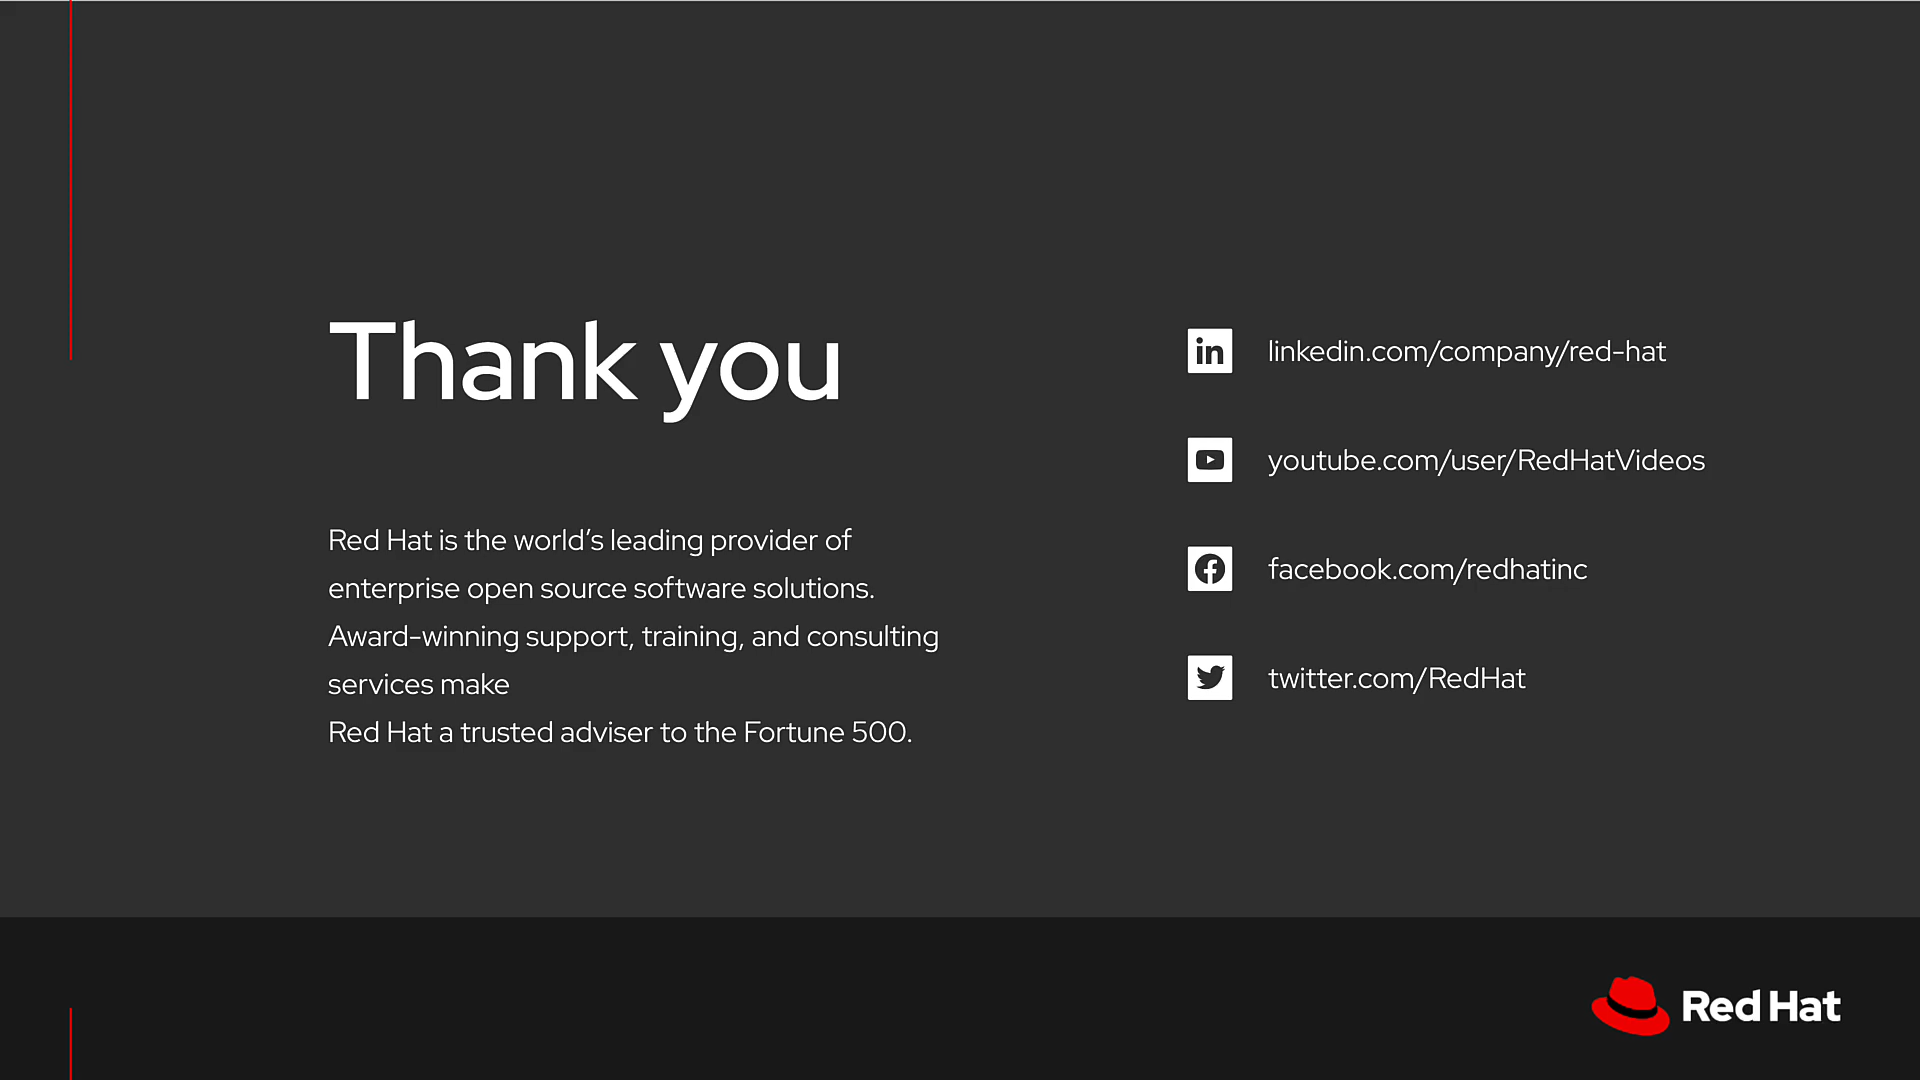 Thank you
Red Hat is the world’s leading provider of
enterprise open source software solutions.
Award-winning support, training, and consulting
services make
Red Hat a trusted adviser to the Fortune 500.
linkedin.com/company/red-hat
youtube.com/user/RedHatVideos
facebook.com/redhatinc
twitter.com/RedHat
Red Hat